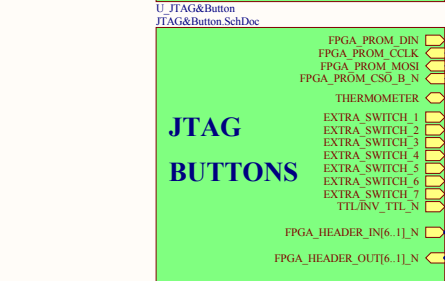 U_JTAG&Button
JTAG&Button.SchDoc
FPGA_PROM_DIN
FPGA_PROM_CCLK
FPGA_PROM_MOSI
FPGA_PROM_CSO_B_N
THERMOMETER
JTAG
BUTTONS
EXTRA_SWITCH_1
EXTRA_SWITCH_2
EXTRA_SWITCH_3
EXTRA_SWITCH_4
EXTRA_SWITCH_5
EXTRA_SWITCH_6
EXTRA_SWITCH_7
TTL/INV_TTL_N
FPGA_HEADER_IN[6..1]_N
FPGA_HEADER_OUT[6..1]_N